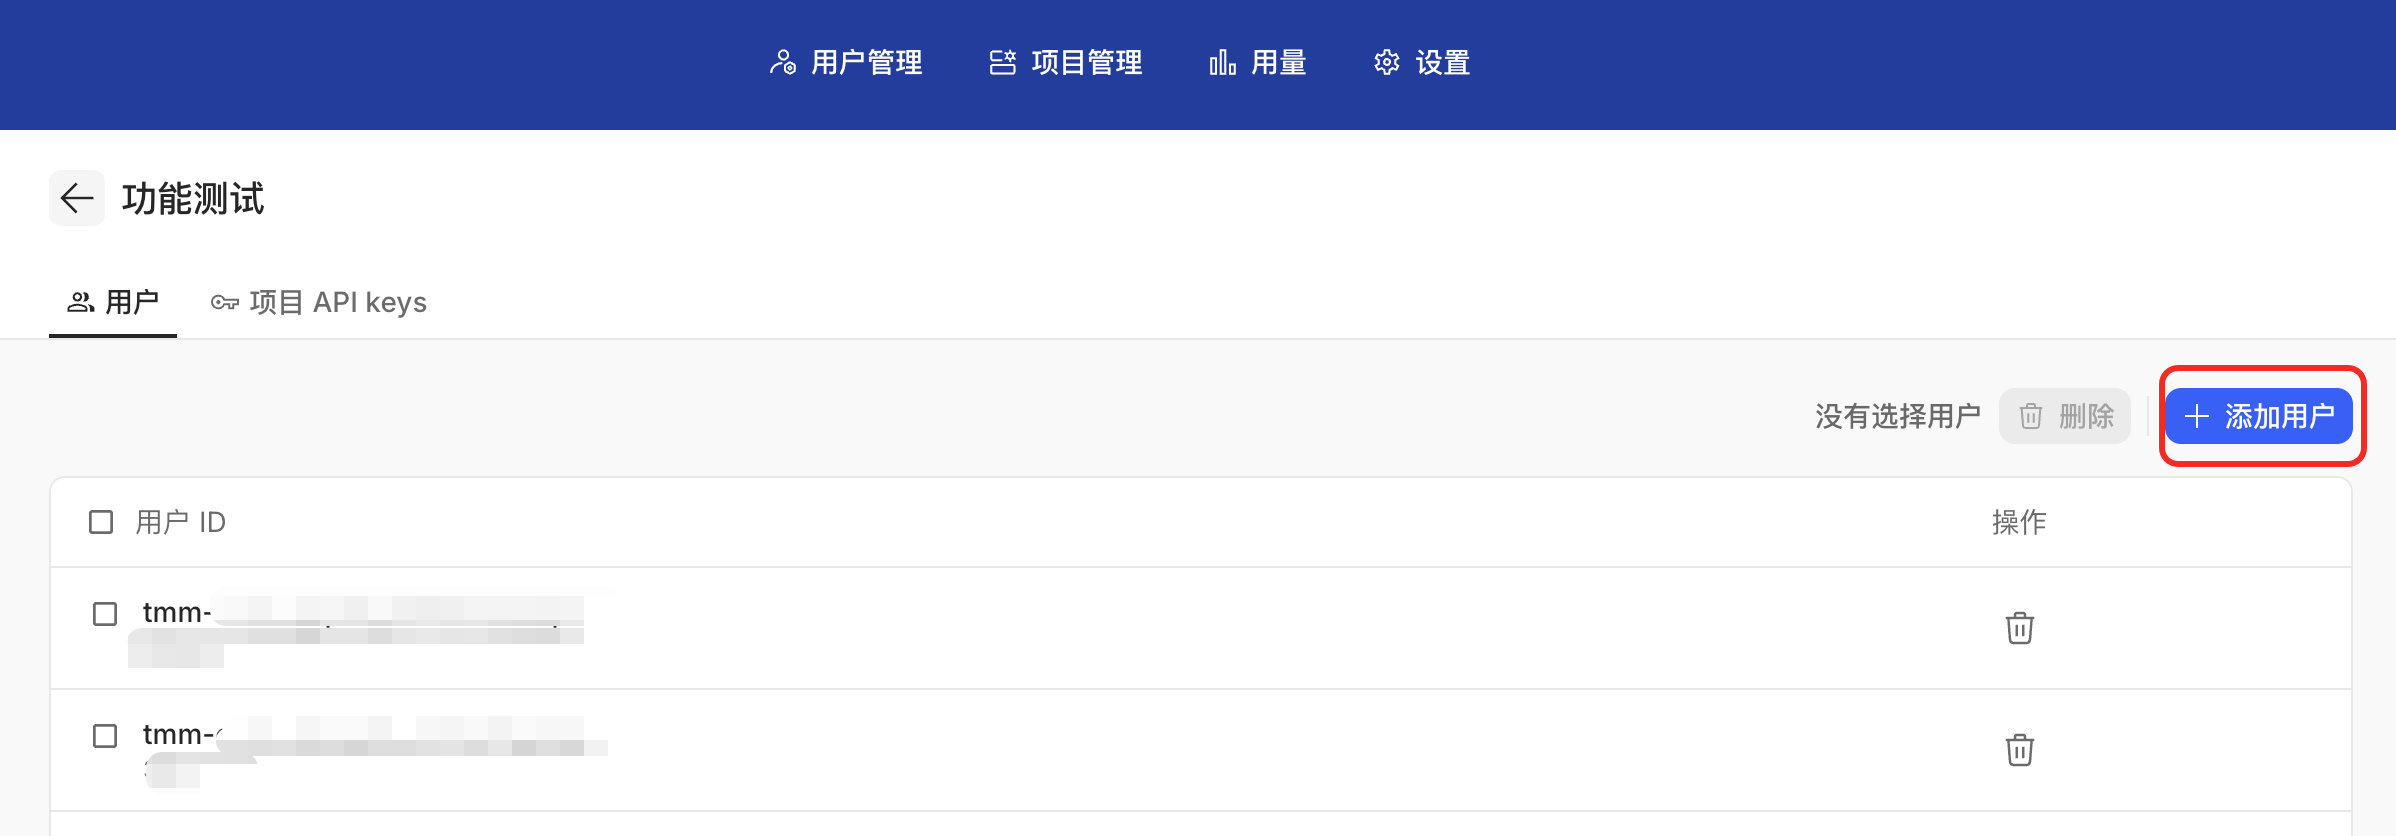 用户管理 项目管理 用量 设置
功能测试
用户 项目 API keys
没有选择用户 删除 添加用户
用户 ID 操作
tmm-
tmm-